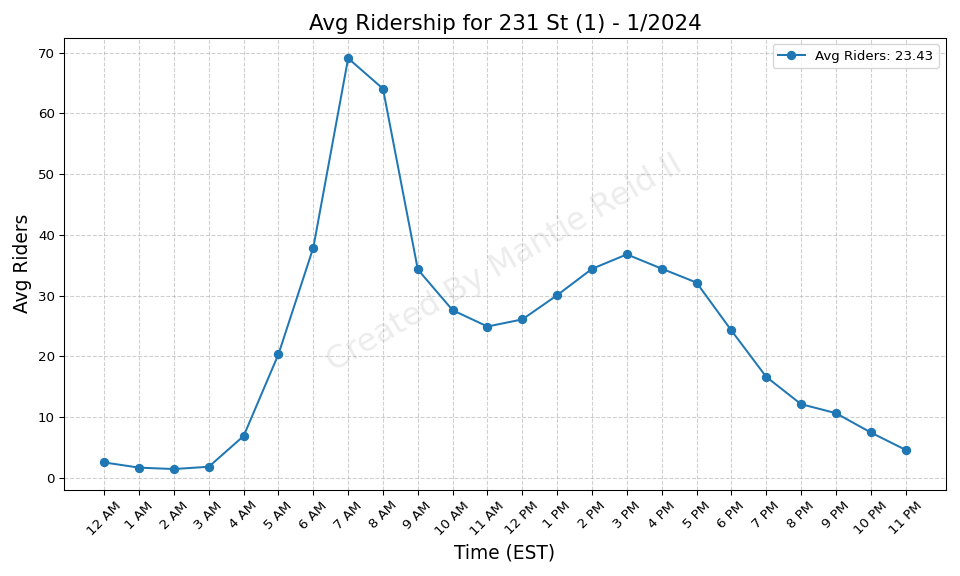 Avg Ridership for 231 St (1) - 1/2024
Avg Riders: 23.43
Avg Riders
70
60
50
40
30
20
10
0
Created By Mantie Reid II
12 AM
1 AM
2 AM
3 AM
4 AM
5 AM
6 AM
7 AM
8 AM
9 AM
10 AM
11 AM
12 PM
1 PM
2 PM
3 PM
4 PM
5 PM
6 PM
7 PM
8 PM
9 PM
10 PM
11 PM
Time (EST)